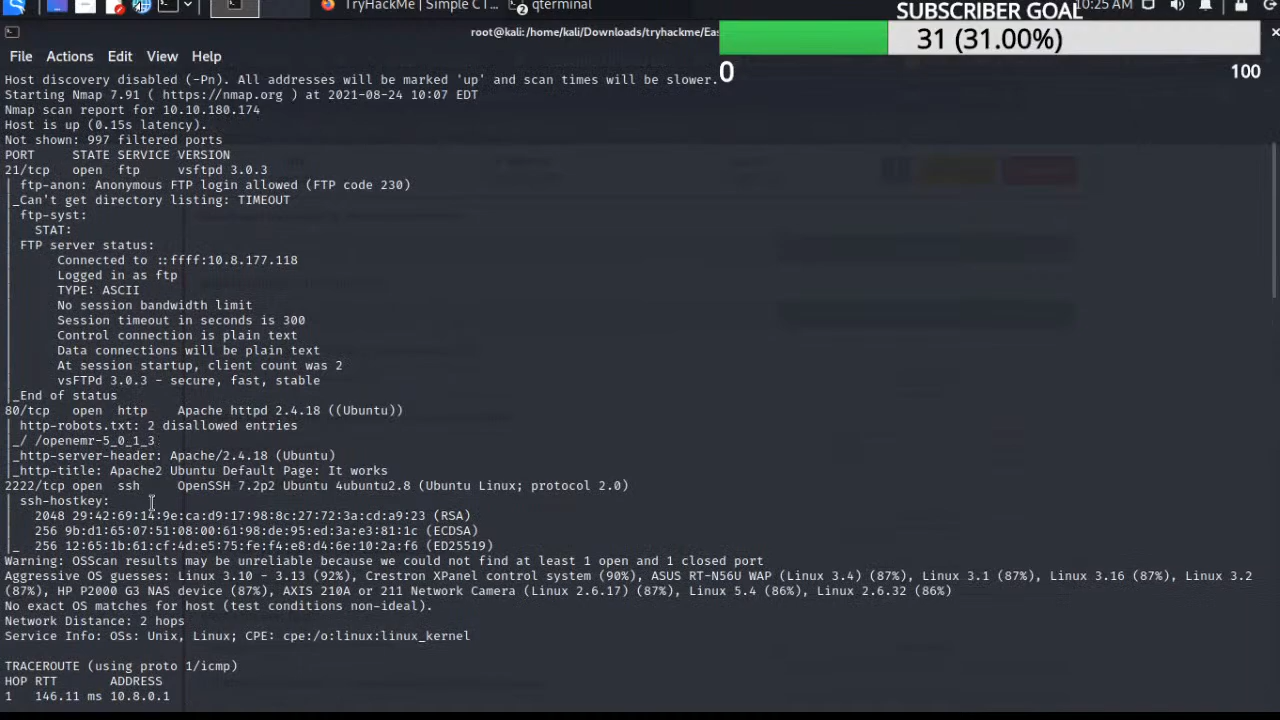 TryHackMe | Simple CT…
qterminal
10:25 AM
SUBSCRIBER GOAL
31 (31.00%)
0
100
root@kali:/home/kali/Downloads/tryhackme/Eas
File Actions Edit View Help
Host discovery disabled (-Pn). All addresses will be marked 'up' and scan times will be slower.
Starting Nmap 7.91 ( https://nmap.org ) at 2021-08-24 10:07 EDT
Nmap scan report for 10.10.180.174
Host is up (0.15s latency).
Not shown: 997 filtered ports
PORT STATE SERVICE VERSION
21/tcp open ftp vsftpd 3.0.3
| ftp-anon: Anonymous FTP login allowed (FTP code 230)
|_Can't get directory listing: TIMEOUT
| ftp-syst:
| STAT:
| FTP server status:
| Connected to ::ffff:10.8.177.118
| Logged in as ftp
| TYPE: ASCII
| No session bandwidth limit
| Session timeout in seconds is 300
| Control connection is plain text
| Data connections will be plain text
| At session startup, client count was 2
| vsFTPd 3.0.3 - secure, fast, stable
|_End of status
80/tcp open http Apache httpd 2.4.18 ((Ubuntu))
| http-robots.txt: 2 disallowed entries
|_/ /openemr-5_0_1_3
|_http-server-header: Apache/2.4.18 (Ubuntu)
|_http-title: Apache2 Ubuntu Default Page: It works
2222/tcp open ssh OpenSSH 7.2p2 Ubuntu 4ubuntu2.8 (Ubuntu Linux; protocol 2.0)
| ssh-hostkey:
| 2048 29:42:69:14:9e:ca:d9:17:98:8c:27:72:3a:cd:a9:23 (RSA)
| 256 9b:d1:65:07:51:08:00:61:98:de:95:ed:3a:e3:81:1c (ECDSA)
|_ 256 12:65:1b:61:cf:4d:e5:75:fe:f4:e8:d4:6e:10:2a:f6 (ED25519)
Warning: OSScan results may be unreliable because we could not find at least 1 open and 1 closed port
Aggressive OS guesses: Linux 3.10 - 3.13 (92%), Crestron XPanel control system (90%), ASUS RT-N56U WAP (Linux 3.4) (87%), Linux 3.1 (87%), Linux 3.16 (87%), Linux 3.2
(87%), HP P2000 G3 NAS device (87%), AXIS 210A or 211 Network Camera (Linux 2.6.17) (87%), Linux 5.4 (86%), Linux 2.6.32 (86%)
No exact OS matches for host (test conditions non-ideal).
Network Distance: 2 hops
Service Info: OSs: Unix, Linux; CPE: cpe:/o:linux:linux_kernel
TRACEROUTE (using proto 1/icmp)
HOP RTT ADDRESS
1 146.11 ms 10.8.0.1